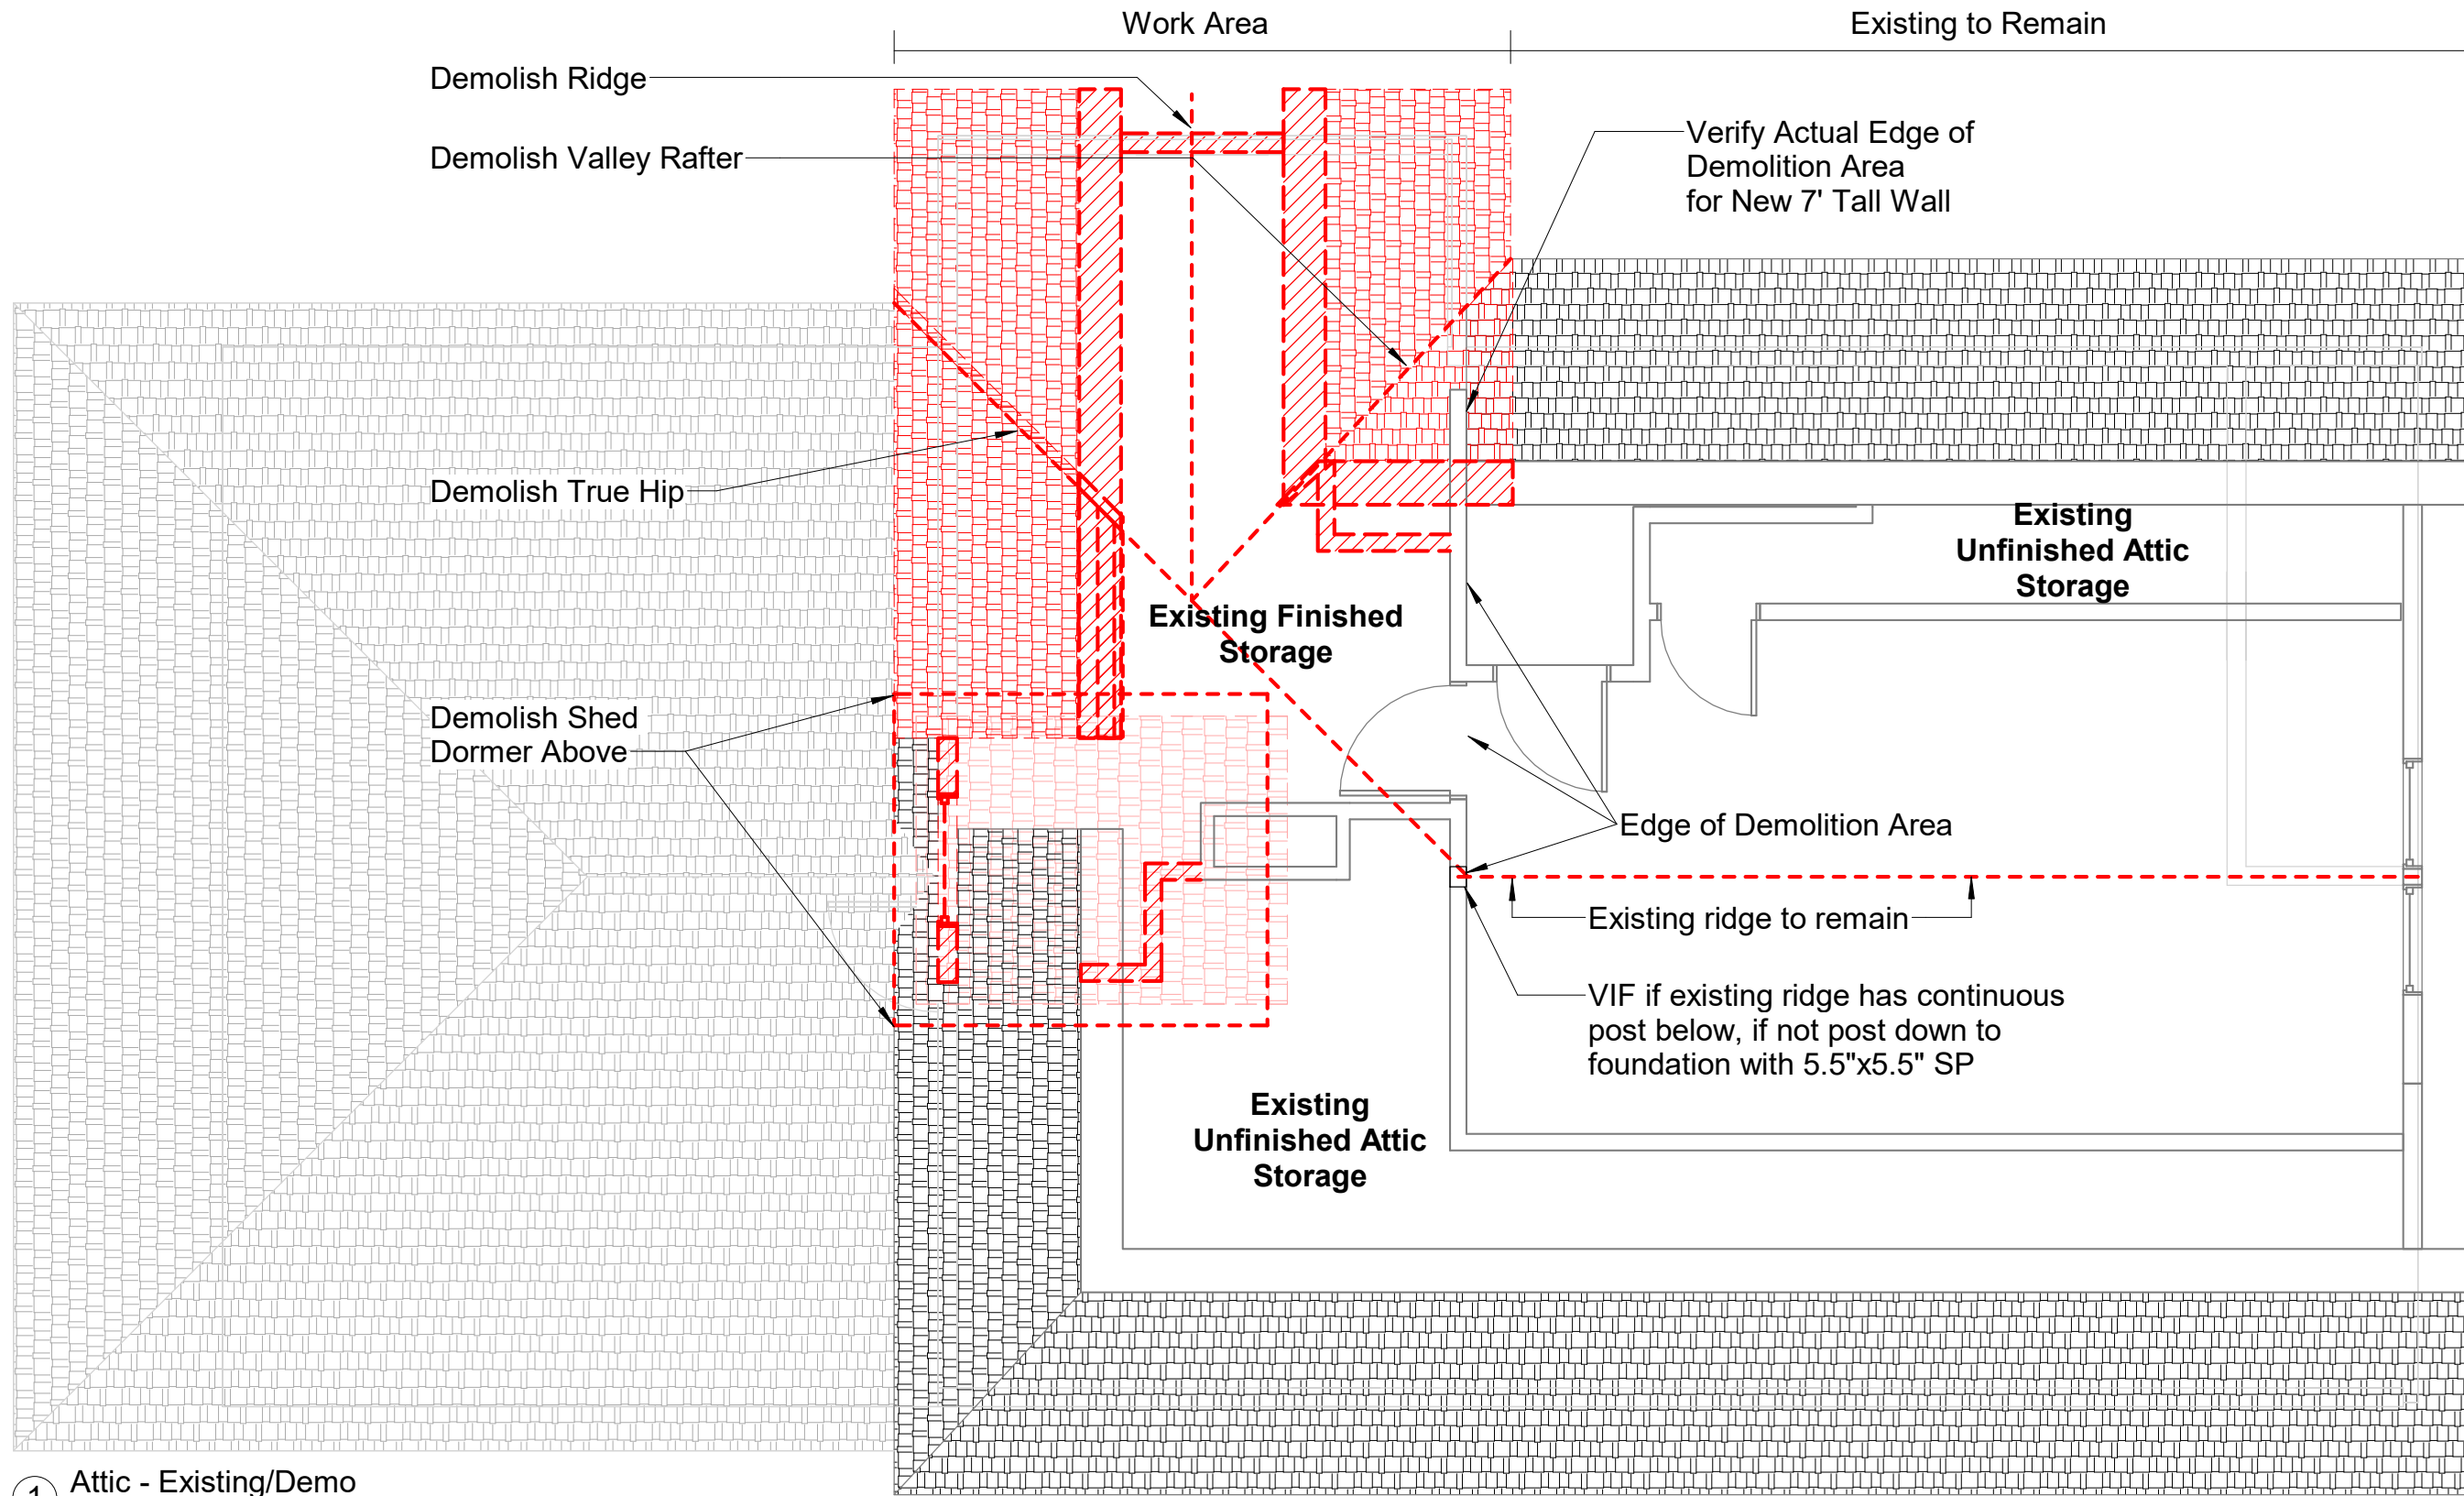 Work Area
Existing to Remain
Demolish Ridge
Demolish Valley Rafter
Verify Actual Edge of
Demolition Area
for New 7' Tall Wall
Demolish True Hip
Existing
Unfinished Attic
Storage
Existing Finished
Storage
Demolish Shed
Dormer Above
Edge of Demolition Area
Existing ridge to remain
VIF if existing ridge has continuous
post below, if not post down to
foundation with 5.5"x5.5" SP
Existing
Unfinished Attic
Storage
1
Attic - Existing/Demo